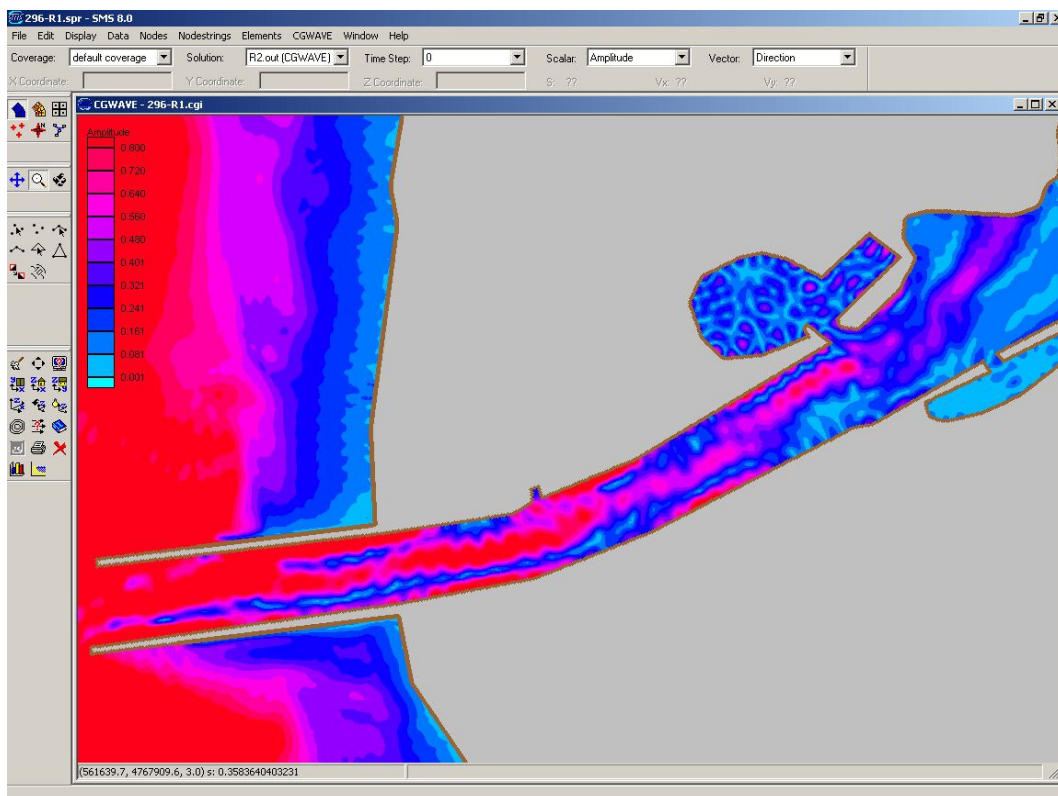 296-R1.spr - SMS 8.0
File Edit Display Data Nodes Nodestrings Elements CGWAVE Window Help
Coverage: default coverage Solution: R2.out (CGWAVE) Time Step: 0 Scalar: Amplitude Vector: Direction
X Coordinate: Y Coordinate: Z Coordinate: S: ?? Vx: ?? Vy: ??
CGWAVE - 296-R1.cgi
Amplitude
0.800
0.720
0.640
0.560
0.480
0.401
0.321
0.241
0.161
0.081
0.001
(561639.7, 4767909.6, 3.0) s: 0.3583640403231